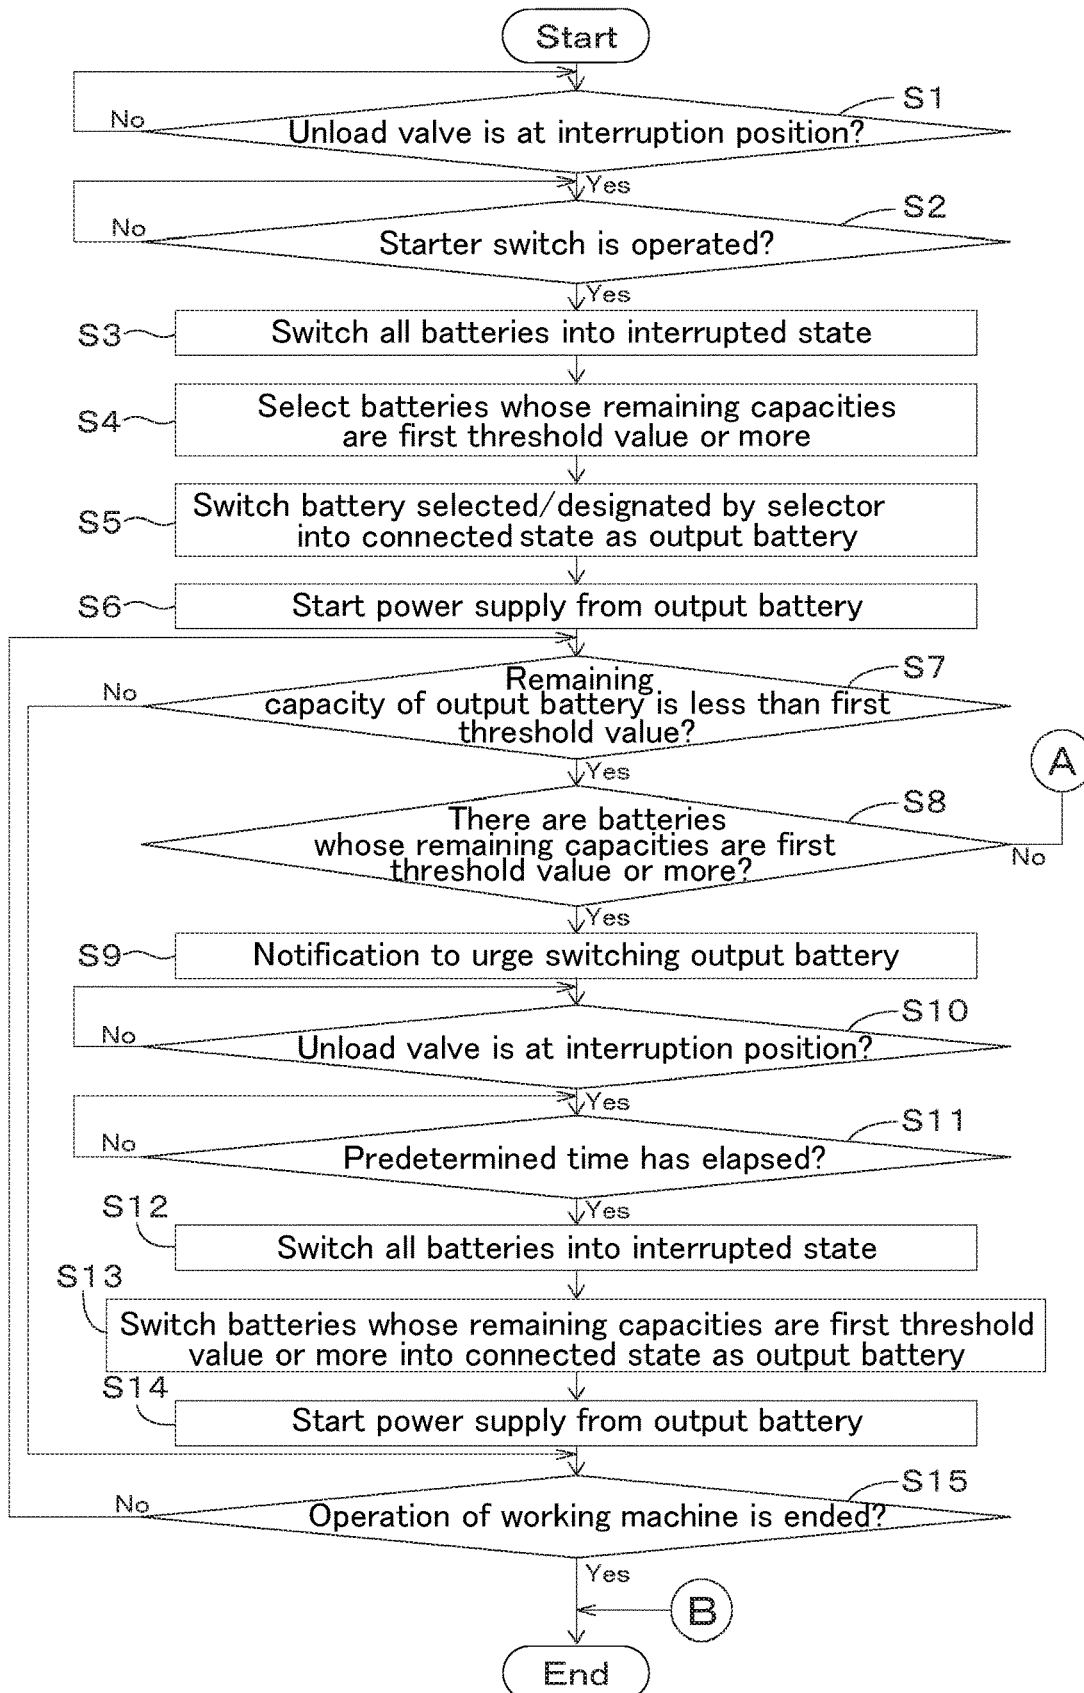 Start
S1
No
Unload valve is at interruption position?
Yes
S2
No
Starter switch is operated?
Yes
S3
Switch all batteries into interrupted state
S4
Select batteries whose remaining capacities
are first threshold value or more
S5
Switch battery selected/designated by selector
into connected state as output battery
S6
Start power supply from output battery
S7
No
Remaining
capacity of output battery is less than first
threshold value?
Yes
A
S8
There are batteries
whose remaining capacities are first
threshold value or more?
No
Yes
S9
Notification to urge switching output battery
S10
No
Unload valve is at interruption position?
Yes
S11
No
Predetermined time has elapsed?
Yes
S12
Switch all batteries into interrupted state
S13
Switch batteries whose remaining capacities are first threshold
value or more into connected state as output battery
S14
Start power supply from output battery
S15
No
Operation of working machine is ended?
Yes
B
End